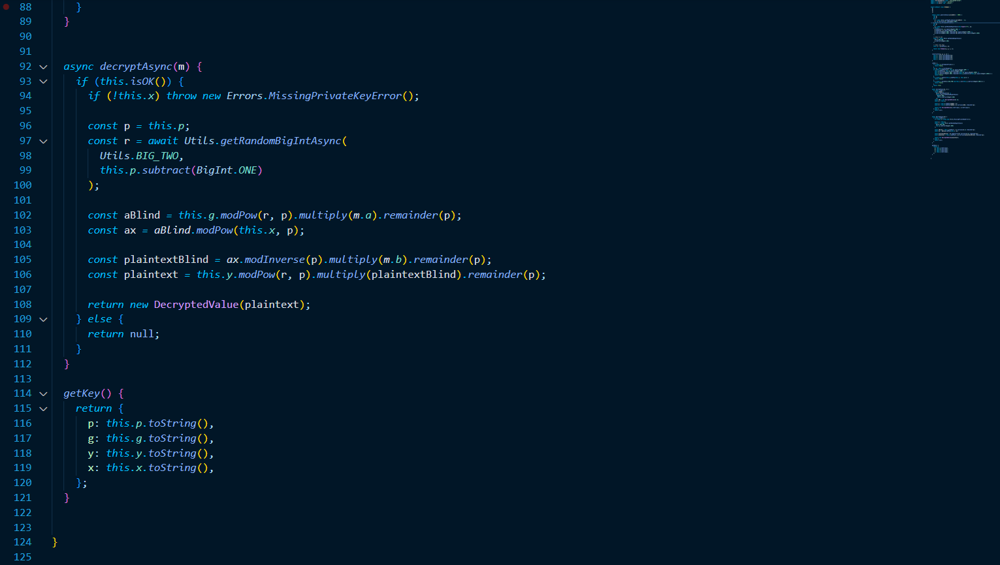 88 }
89 }
90
91
92 async decryptAsync(m) {
93 if (this.isOK()) {
94 if (!this.x) throw new Errors.MissingPrivateKeyError();
95
96 const p = this.p;
97 const r = await Utils.getRandomBigIntAsync(
98 Utils.BIG_TWO,
99 this.p.subtract(BigInt.ONE)
100 );
101
102 const aBlind = this.g.modPow(r, p).multiply(m.a).remainder(p);
103 const ax = aBlind.modPow(this.x, p);
104
105 const plaintextBlind = ax.modInverse(p).multiply(m.b).remainder(p);
106 const plaintext = this.y.modPow(r, p).multiply(plaintextBlind).remainder(p);
107
108 return new DecryptedValue(plaintext);
109 } else {
110 return null;
111 }
112 }
113
114 getKey() {
115 return {
116 p: this.p.toString(),
117 g: this.g.toString(),
118 y: this.y.toString(),
119 x: this.x.toString(),
120 };
121 }
122
123
124 }
125